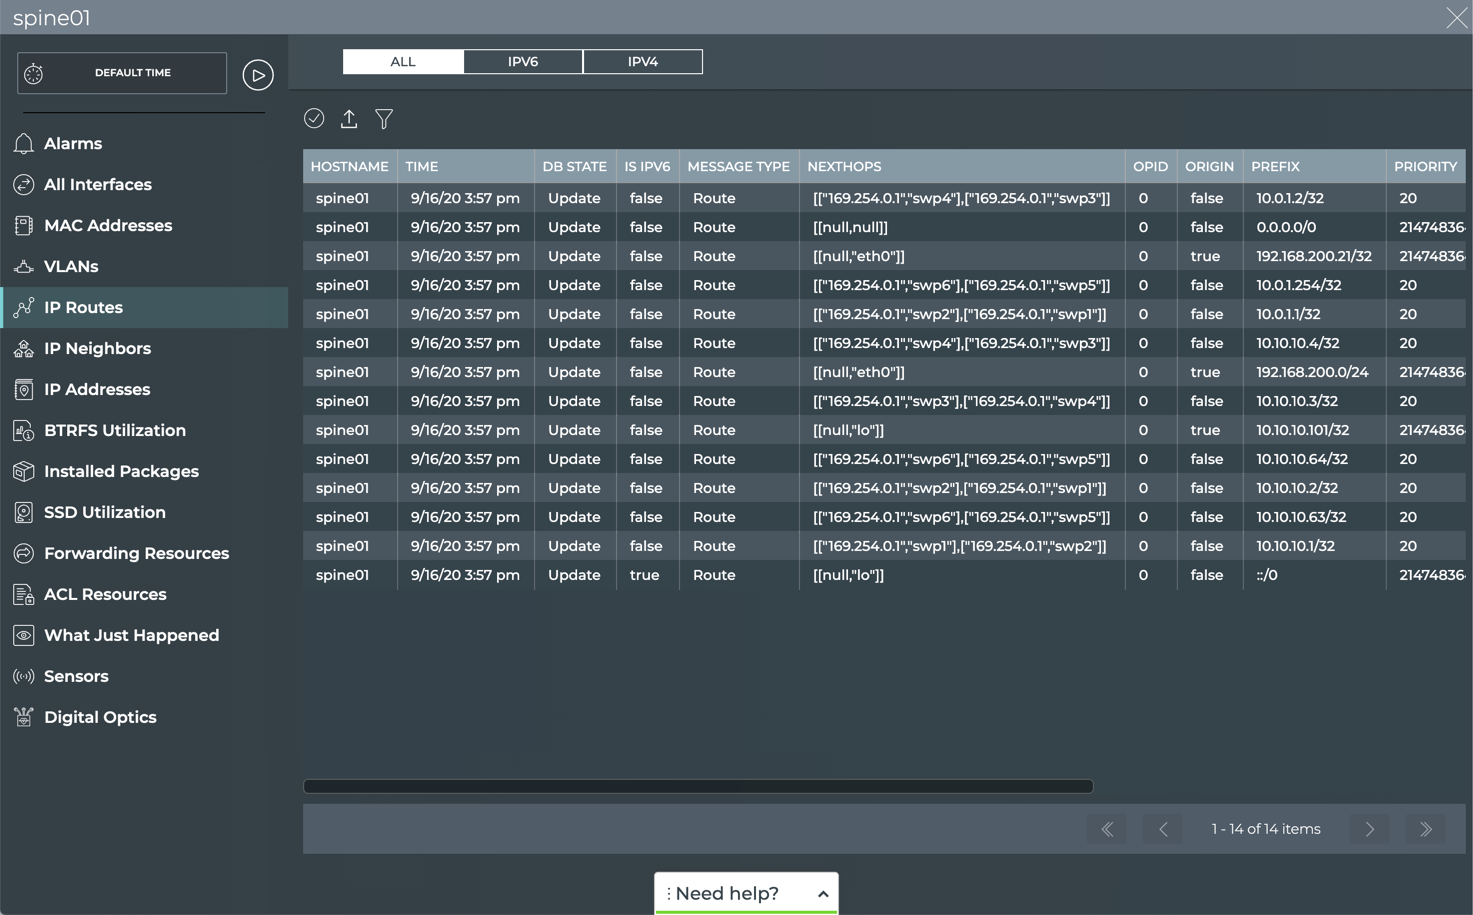 spine01
DEFAULT TIME
ALL IPV6 IPV4
Alarms
All Interfaces
MAC Addresses
VLANs
IP Routes
IP Neighbors
IP Addresses
BTRFS Utilization
Installed Packages
SSD Utilization
Forwarding Resources
ACL Resources
What Just Happened
Sensors
Digital Optics
HOSTNAME TIME DB STATE IS IPV6 MESSAGE TYPE NEXTHOPS OPID ORIGIN PREFIX PRIORITY
spine01 9/16/20 3:57 pm Update false Route [["169.254.0.1","swp4"],["169.254.0.1","swp3"]] 0 false 10.0.1.2/32 20
spine01 9/16/20 3:57 pm Update false Route [[null,null]] 0 false 0.0.0.0/0 21474836
spine01 9/16/20 3:57 pm Update false Route [[null,"eth0"]] 0 true 192.168.200.21/32 21474836
spine01 9/16/20 3:57 pm Update false Route [["169.254.0.1","swp6"],["169.254.0.1","swp5"]] 0 false 10.0.1.254/32 20
spine01 9/16/20 3:57 pm Update false Route [["169.254.0.1","swp2"],["169.254.0.1","swp1"]] 0 false 10.0.1.1/32 20
spine01 9/16/20 3:57 pm Update false Route [["169.254.0.1","swp4"],["169.254.0.1","swp3"]] 0 false 10.10.10.4/32 20
spine01 9/16/20 3:57 pm Update false Route [[null,"eth0"]] 0 true 192.168.200.0/24 21474836
spine01 9/16/20 3:57 pm Update false Route [["169.254.0.1","swp3"],["169.254.0.1","swp4"]] 0 false 10.10.10.3/32 20
spine01 9/16/20 3:57 pm Update false Route [[null,"lo"]] 0 true 10.10.10.101/32 21474836
spine01 9/16/20 3:57 pm Update false Route [["169.254.0.1","swp6"],["169.254.0.1","swp5"]] 0 false 10.10.10.64/32 20
spine01 9/16/20 3:57 pm Update false Route [["169.254.0.1","swp2"],["169.254.0.1","swp1"]] 0 false 10.10.10.2/32 20
spine01 9/16/20 3:57 pm Update false Route [["169.254.0.1","swp6"],["169.254.0.1","swp5"]] 0 false 10.10.10.63/32 20
spine01 9/16/20 3:57 pm Update false Route [["169.254.0.1","swp1"],["169.254.0.1","swp2"]] 0 false 10.10.10.1/32 20
spine01 9/16/20 3:57 pm Update true Route [[null,"lo"]] 0 false ::/0 21474836
1 - 14 of 14 items
Need help?